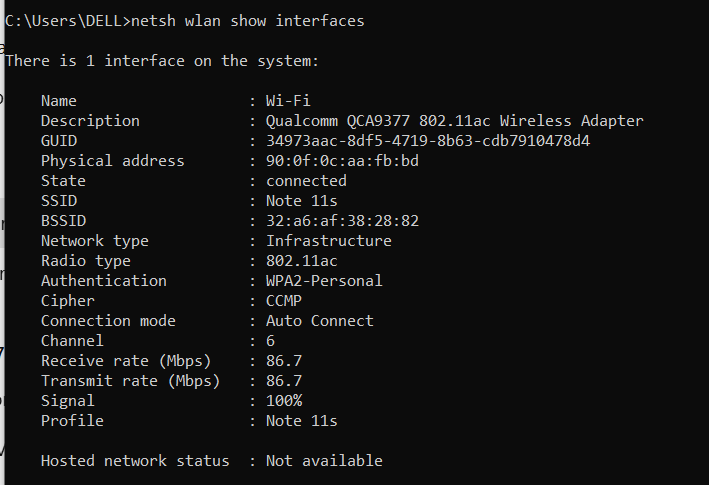 C:\Users\DELL>netsh wlan show interfaces
There is 1 interface on the system:
Name : Wi-Fi
Description : Qualcomm QCA9377 802.11ac Wireless Adapter
GUID : 34973aac-8df5-4719-8b63-cdb7910478d4
Physical address : 90:0f:0c:aa:fb:bd
State : connected
SSID : Note 11s
BSSID : 32:a6:af:38:28:82
Network type : Infrastructure
Radio type : 802.11ac
Authentication : WPA2-Personal
Cipher : CCMP
Connection mode : Auto Connect
Channel : 6
Receive rate (Mbps) : 86.7
Transmit rate (Mbps) : 86.7
Signal : 100%
Profile : Note 11s
Hosted network status : Not available